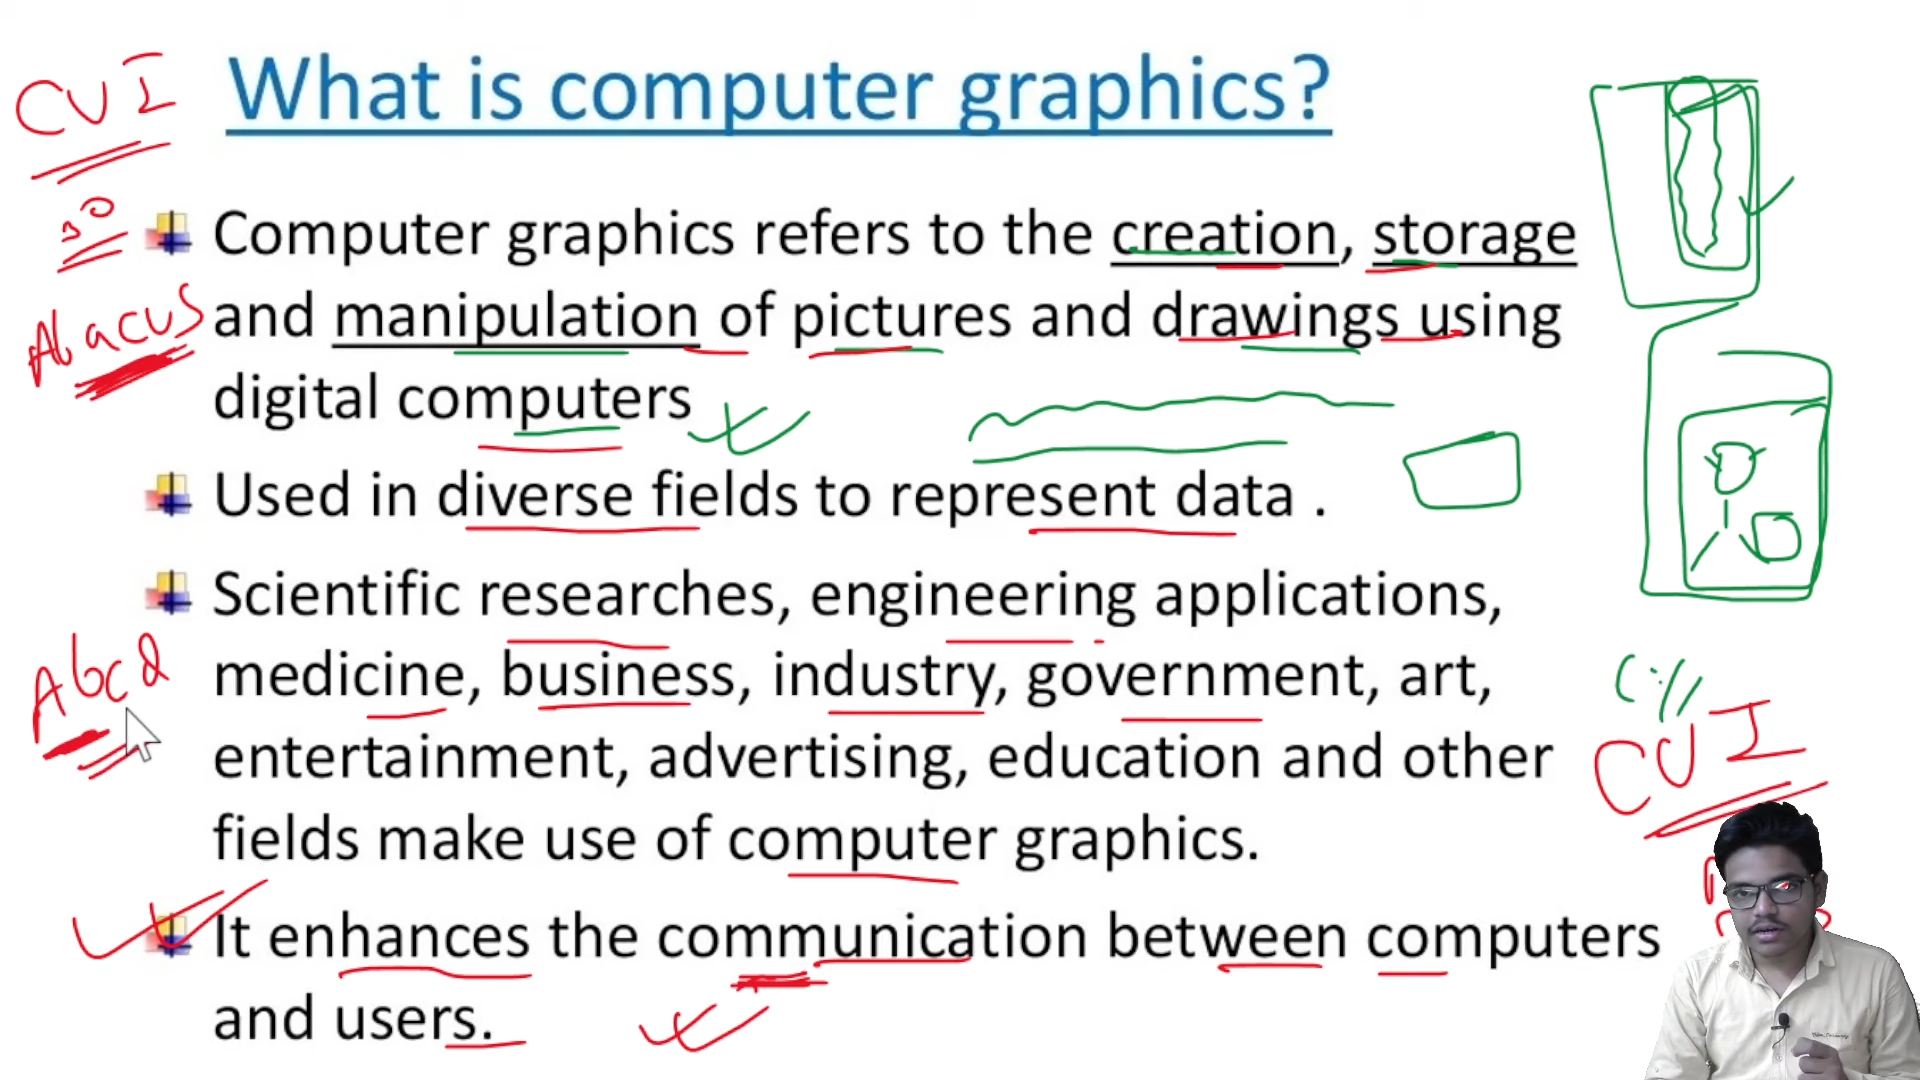 What is computer graphics?
CUI
Computer graphics refers to the creation, storage
and manipulation of pictures and drawings using
digital computers
Abacus
Used in diverse fields to represent data .
Scientific researches, engineering applications,
medicine, business, industry, government, art,
entertainment, advertising, education and other
fields make use of computer graphics.
Abcd
C://
CUI
It enhances the communication between computers
and users.